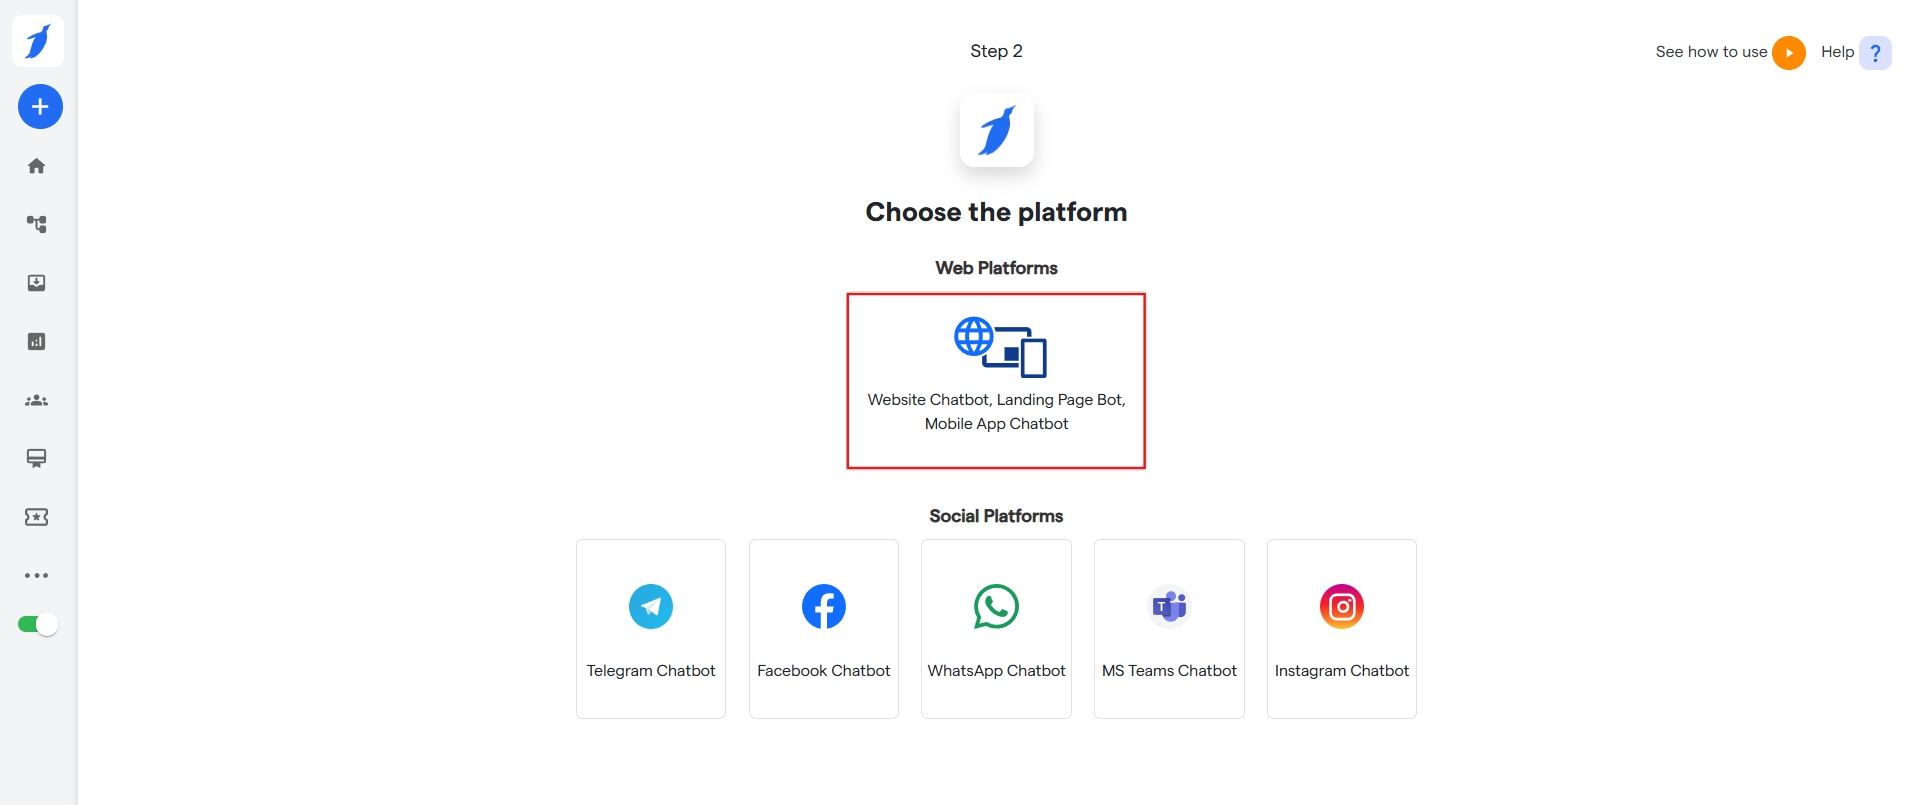 Step 2
See how to use
Help ?
Choose the platform
Web Platforms
Website Chatbot, Landing Page Bot,
Mobile App Chatbot
Social Platforms
T
Telegram Chatbot
Facebook Chatbot
WhatsApp Chatbot
MS Teams Chatbot
Instagram Chatbot